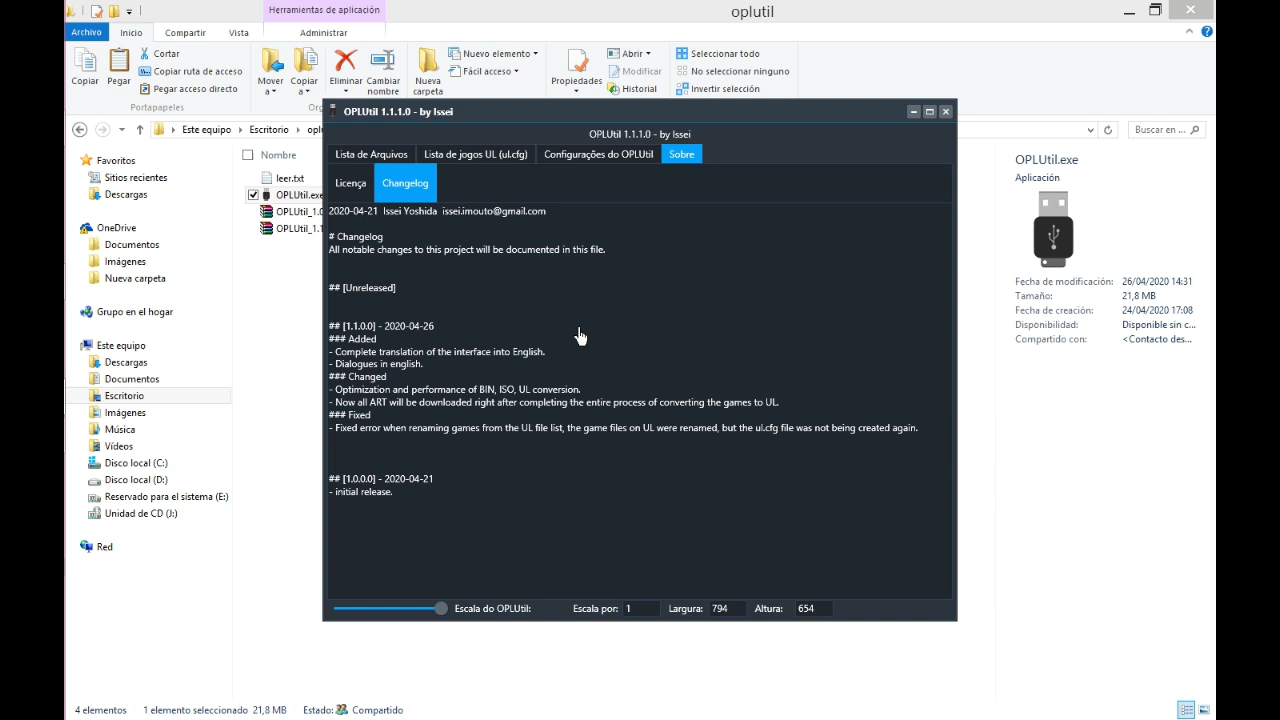 Herramientas de aplicación
oplutil
Archivo
Inicio
Compartir
Vista
Administrar
Copiar
Pegar
Cortar
Copiar ruta de acceso
Pegar acceso directo
Portapapeles
Mover a
Copiar a
Eliminar
Cambiar nombre
Org
Nueva carpeta
Nuevo elemento
Fácil acceso
Propiedades
Abrir
Modificar
Historial
Seleccionar todo
No seleccionar ninguno
Invertir selección
Este equipo
Escritorio
Buscar en ...
Favoritos
Sitios recientes
Descargas
OneDrive
Documentos
Imágenes
Nueva carpeta
Grupo en el hogar
Este equipo
Descargas
Documentos
Escritorio
Imágenes
Música
Vídeos
Disco local (C:)
Disco local (D:)
Reservado para el sistema (E:)
Unidad de CD (J:)
Red
Nombre
leer.txt
OPLUtil.exe
OPLUtil_1.0
OPLUtil_1.1
OPLUtil 1.1.1.0 - by Issei
OPLUtil 1.1.1.0 - by Issei
Lista de Arquivos
Lista de jogos UL (ul.cfg)
Configurações do OPLUtil
Sobre
Licença
Changelog
2020-04-21 Issei Yoshida issei.imouto@gmail.com
# Changelog
All notable changes to this project will be documented in this file.
## [Unreleased]
## [1.1.0.0] - 2020-04-26
### Added
- Complete translation of the interface into English.
- Dialogues in english.
### Changed
- Optimization and performance of BIN, ISO, UL conversion.
- Now all ART will be downloaded right after completing the entire process of converting the games to UL.
### Fixed
- Fixed error when renaming games from the UL file list, the game files on UL were renamed, but the ul.cfg file was not being created again.
## [1.0.0.0] - 2020-04-21
- initial release.
Escala do OPLUtil:
Escala por: 1
Largura: 794
Altura: 654
OPLUtil.exe
Aplicación
Fecha de modificación: 26/04/2020 14:31
Tamaño: 21,8 MB
Fecha de creación: 24/04/2020 17:08
Disponibilidad: Disponible sin c...
Compartido con: <Contacto des...
4 elementos
1 elemento seleccionado 21,8 MB
Estado: Compartido